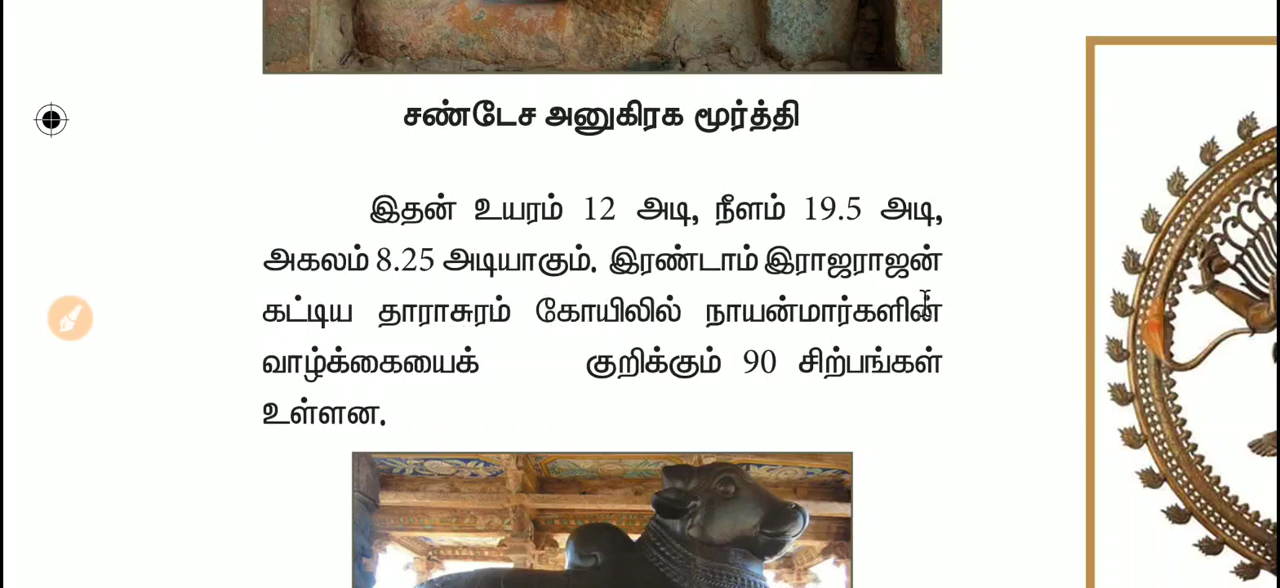 சண்டேச அனுகிரக மூர்த்தி
இதன் உயரம் 12 அடி, நீளம் 19.5 அடி,
அகலம் 8.25 அடியாகும். இரண்டாம் இராஜராஜன்
கட்டிய தாராசுரம் கோயிலில் நாயன்மார்களின்
வாழ்க்கையைக் குறிக்கும் 90 சிற்பங்கள்
உள்ளன.